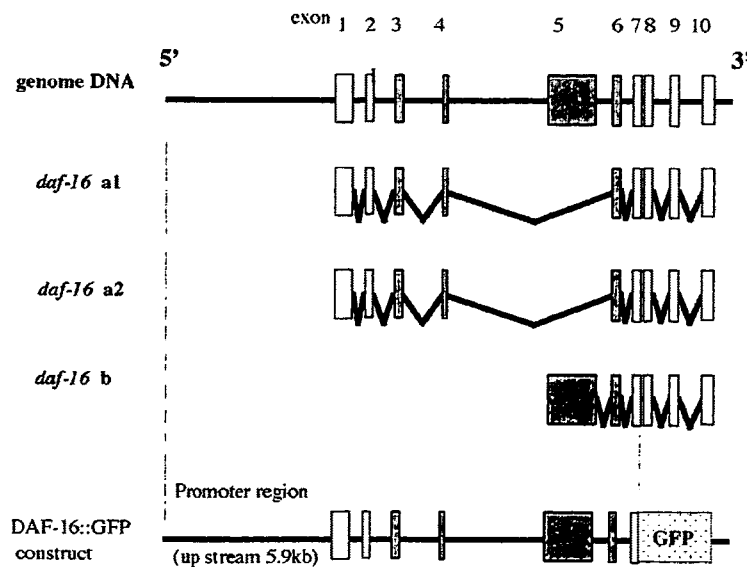 exon 1 2 3 4 5 6 7 8 9 10
5' 3'
genome DNA
daf-16 a1
daf-16 a2
daf-16 b
Promoter region
DAF-16::GFP
construct
(up stream 5.9kb)
GFP